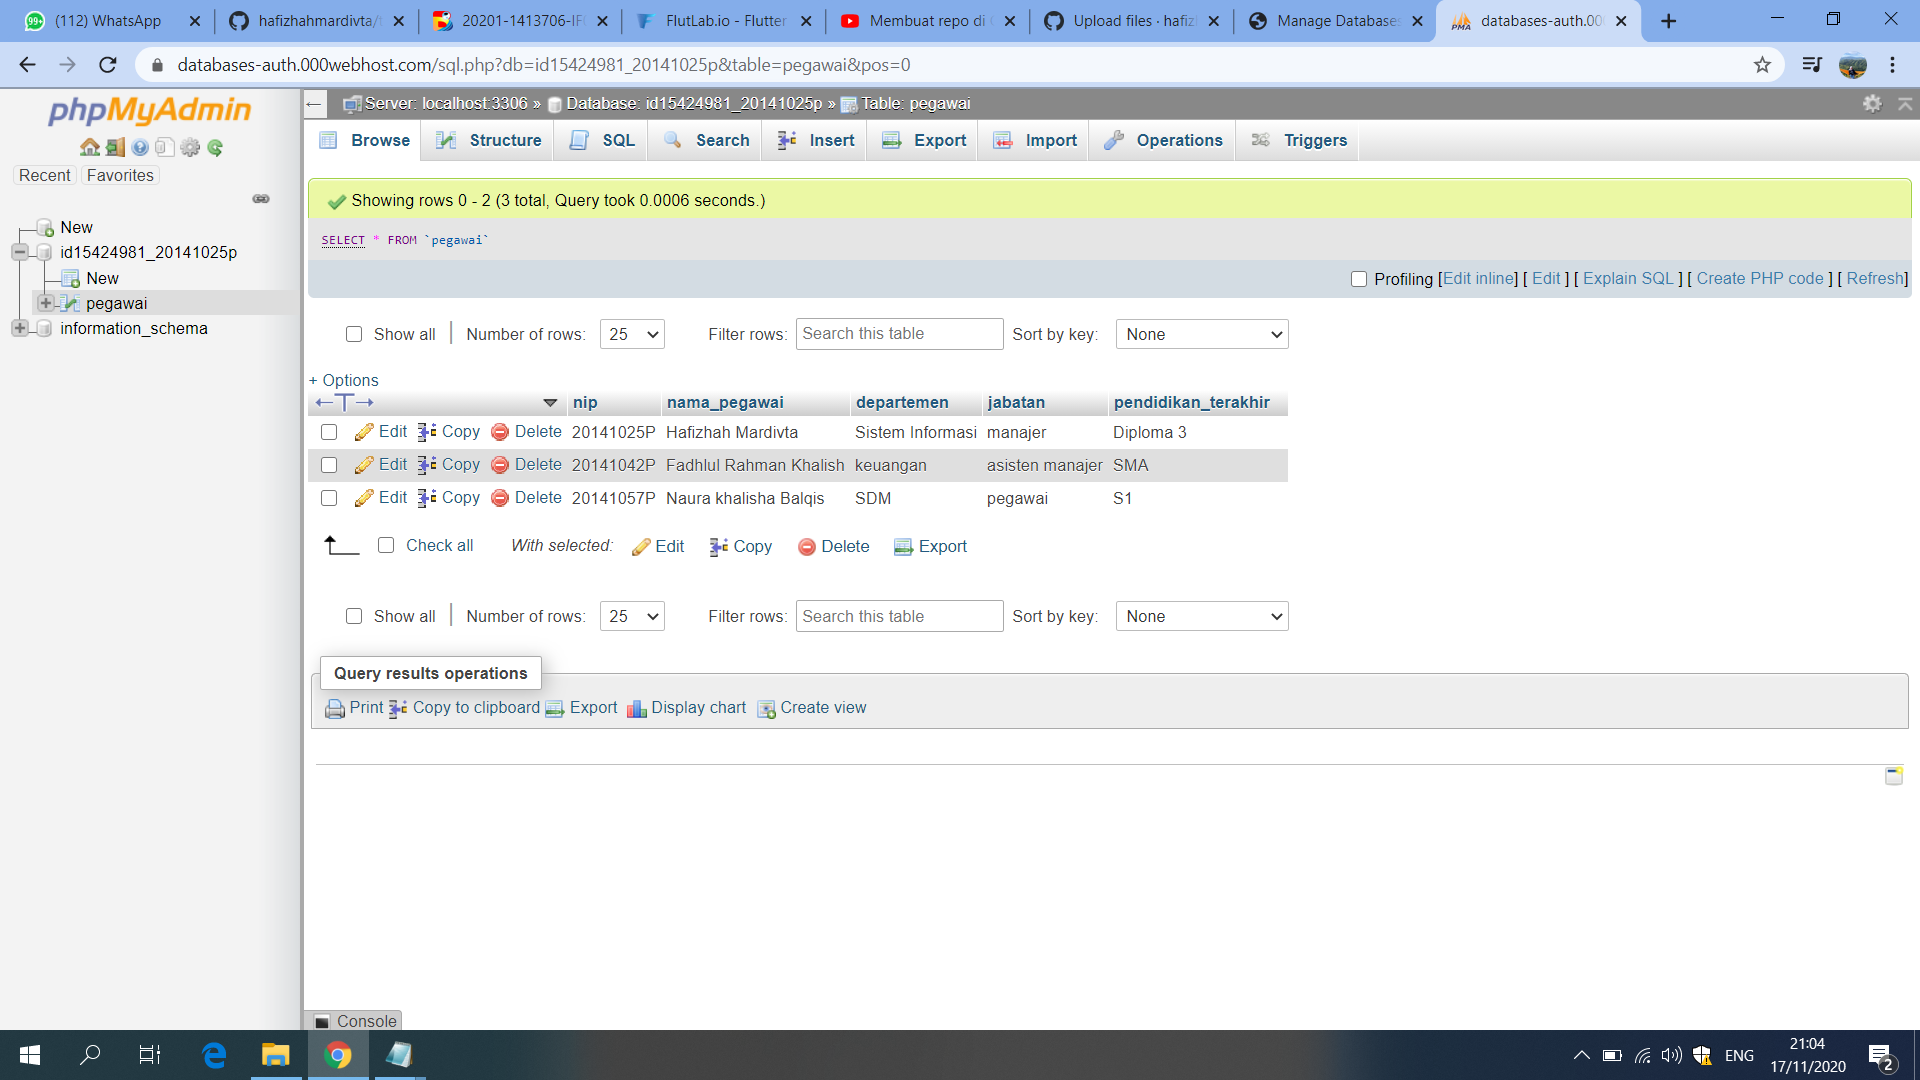 (112) WhatsApp
hafizhahmardivta/t
20201-1413706-IF
FlutLab.io - Flutter
Membuat repo di
Upload files · hafiz
Manage Databases
databases-auth.00
databases-auth.000webhost.com/sql.php?db=id15424981_20141025p&table=pegawai&pos=0
phpMyAdmin
Recent Favorites
New
id15424981_20141025p
New
pegawai
information_schema
Server: localhost:3306 » Database: id15424981_20141025p » Table: pegawai
Browse Structure SQL Search Insert Export Import Operations Triggers
Showing rows 0 - 2 (3 total, Query took 0.0006 seconds.)
SELECT * FROM `pegawai`
Profiling [Edit inline] [ Edit ] [ Explain SQL ] [ Create PHP code ] [ Refresh]
Show all | Number of rows: 25 Filter rows: Search this table Sort by key: None
+ Options
nip nama_pegawai departemen jabatan pendidikan_terakhir
Edit Copy Delete 20141025P Hafizhah Mardivta Sistem Informasi manajer Diploma 3
Edit Copy Delete 20141042P Fadhlul Rahman Khalish keuangan asisten manajer SMA
Edit Copy Delete 20141057P Naura khalisha Balqis SDM pegawai S1
Check all With selected: Edit Copy Delete Export
Show all | Number of rows: 25 Filter rows: Search this table Sort by key: None
Query results operations
Print Copy to clipboard Export Display chart Create view
Console
ENG
21:04
17/11/2020
2